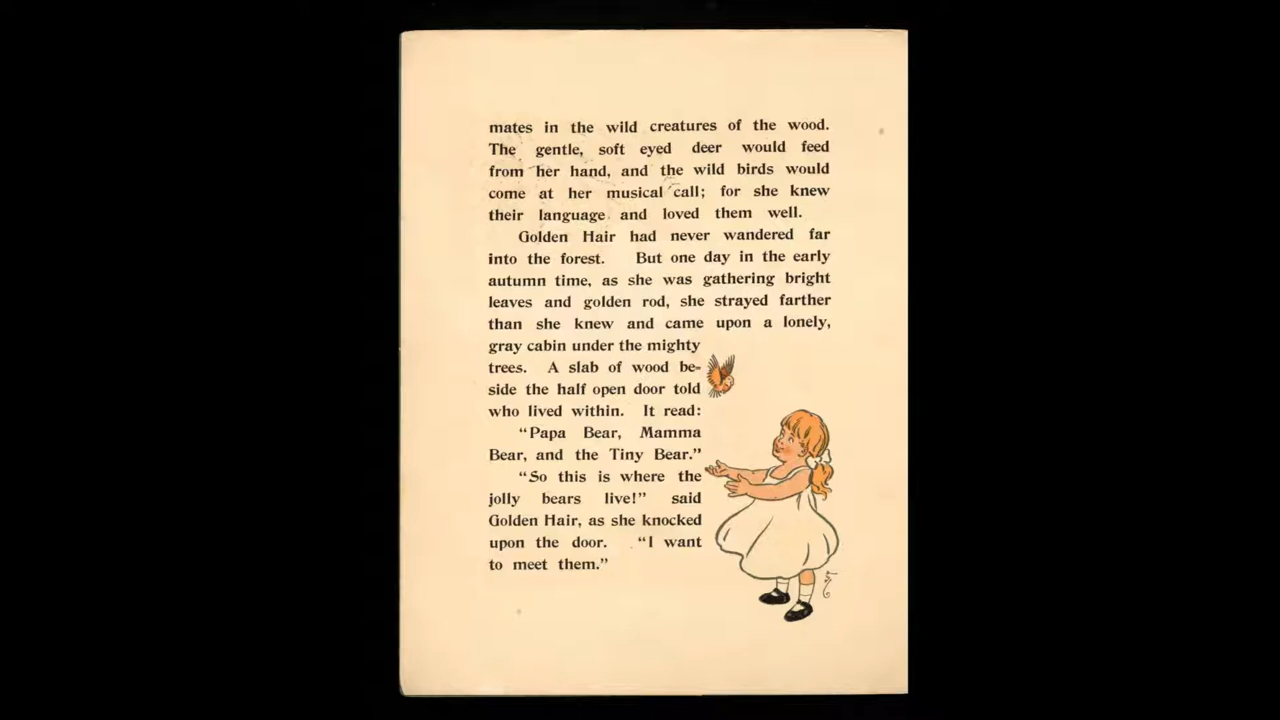 mates in the wild creatures of the wood.
The gentle, soft eyed deer would feed
from her hand, and the wild birds would
come at her musical call; for she knew
their language and loved them well.
Golden Hair had never wandered far
into the forest. But one day in the early
autumn time, as she was gathering bright
leaves and golden rod, she strayed farther
than she knew and came upon a lonely,
gray cabin under the mighty
trees. A slab of wood be-
side the half open door told
who lived within. It read:
"Papa Bear, Mamma
Bear, and the Tiny Bear."
"So this is where the
jolly bears live!" said
Golden Hair, as she knocked
upon the door. "I want
to meet them."